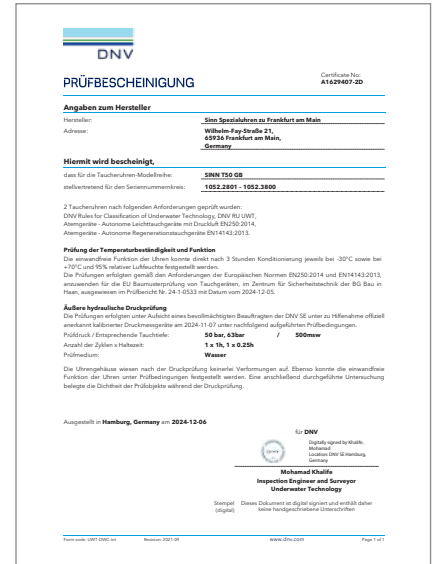 DNV
PRÜFBESCHEINIGUNG
Certificate No:
A1629407-2D
Angaben zum Hersteller
Hersteller: Sinn Spezialuhren zu Frankfurt am Main
Adresse: Wilhelm-Fay-Straße 21,
65936 Frankfurt am Main,
Germany
Hiermit wird bescheinigt,
dass für die Taucheruhren-Modellreihe: SINN T50 GB
stellvertretend für den Seriennummernkreis: 1052.2801 - 1052.3800
2 Taucheruhren nach folgenden Anforderungen geprüft wurden:
DNV Rules for Classification of Underwater Technology, DNV RU UWT,
Atemgeräte - Autonome Leichttauchgeräte mit Druckluft EN250:2014,
Atemgeräte - Autonome Regenerationstauchgeräte EN14143:2013.
Prüfung der Temperaturbeständigkeit und Funktion
Die einwandfreie Funktion der Uhren konnte direkt nach 3 Stunden Konditionierung jeweils bei -30°C sowie bei
+70°C und 95% relativer Luftfeuchte festgestellt werden.
Die Prüfungen erfolgten gemäß den Anforderungen der Europäischen Normen EN250:2014 und EN14143:2013,
anzuwenden für die EU Baumusterprüfung von Tauchgeräten, im Zentrum für Sicherheitstechnik der BG Bau in
Haan, ausgewiesen im Prüfbericht Nr. 24-1-0533 mit Datum vom 2024-12-05.
Äußere hydraulische Druckprüfung
Die Prüfungen erfolgten unter Aufsicht eines bevollmächtigten Beauftragten der DNV SE unter zu Hilfenahme offiziell
anerkannt kalibrierter Druckmessgeräte am 2024-11-07 unter nachfolgend aufgeführten Prüfbedingungen.
Prüfdruck / Entsprechende Tauchtiefe: 50 bar, 63bar / 500msw
Anzahl der Zyklen x Haltezeit: 1 x 1h, 1 x 0.25h
Prüfmedium: Wasser
Die Uhrengehäuse wiesen nach der Druckprüfung keinerlei Verformungen auf. Ebenso konnte die einwandfreie
Funktion der Uhren unter Prüfbedingungen festgestellt werden. Eine anschließend durchgeführte Untersuchung
belegte die Dichtheit der Prüfobjekte während der Druckprüfung.
Ausgestellt in Hamburg, Germany am 2024-12-06
für DNV
Digitally signed by Khalife,
Mohamad
Location: DNV SE Hamburg,
Germany
Mohamad Khalife
Inspection Engineer and Surveyor
Underwater Technology
Stempel
(digital)
Dieses Dokument ist digital signiert und enthält daher
keine handgeschriebene Unterschriften
Form code: UWT-DWC int Revision: 2021-09 www.dnv.com Page 1 of 1